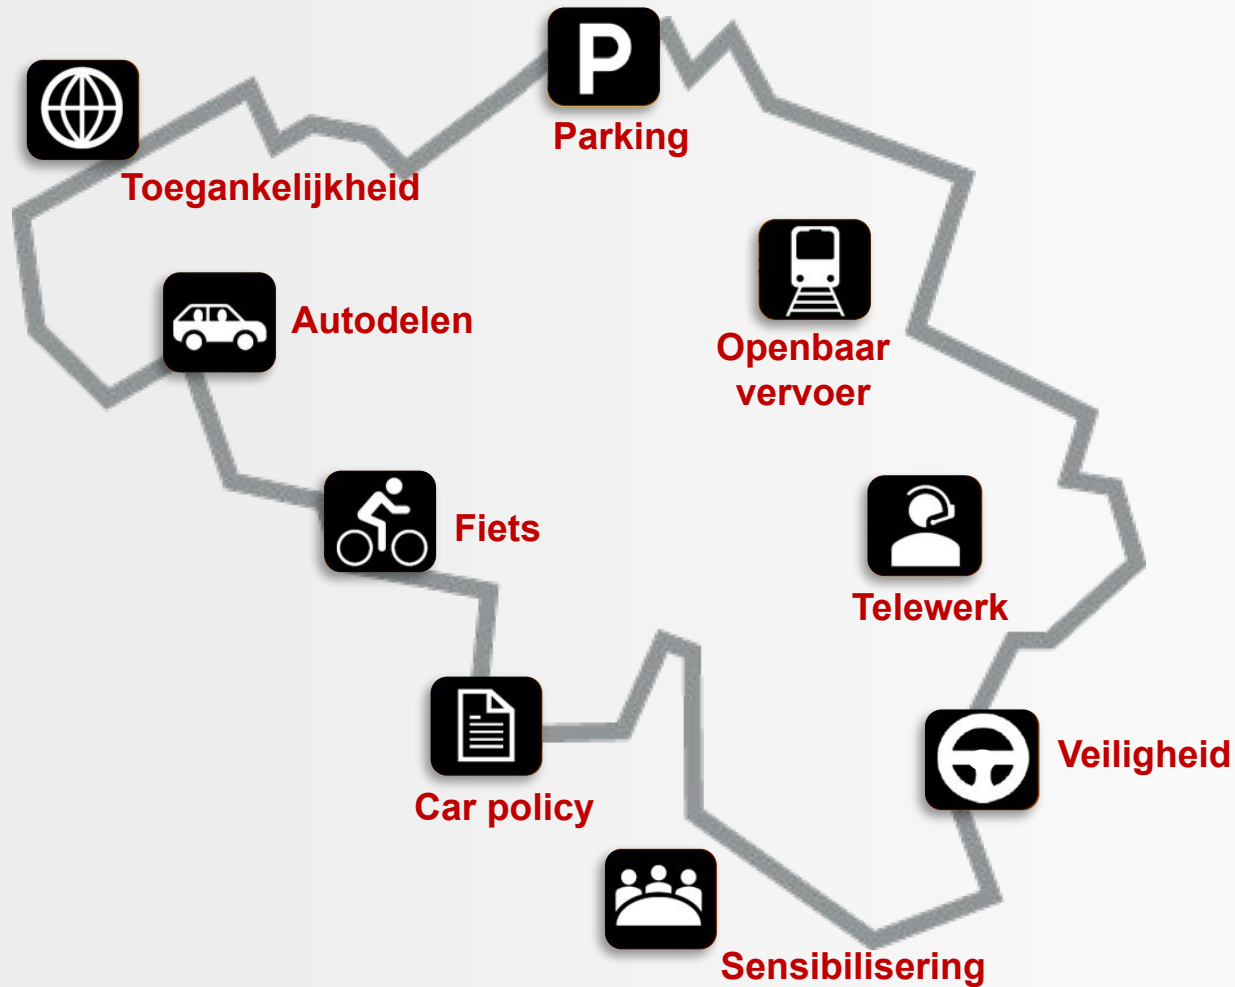 P
Parking
Toegankelijkheid
Autodelen
Openbaar
vervoer
Fiets
Telewerk
Veiligheid
Car policy
Sensibilisering